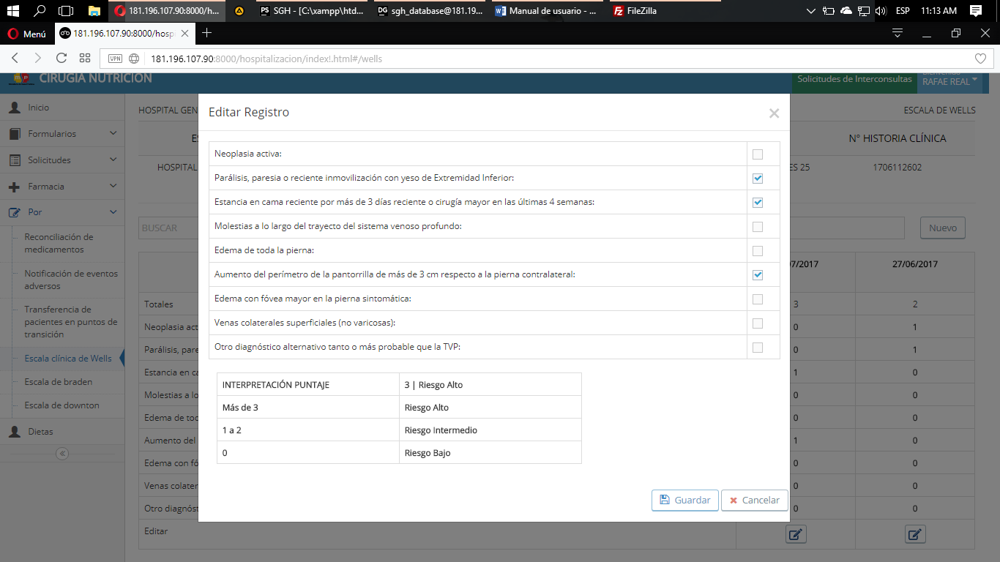 181.196.107.90:8000/h...
SGH - [C:\xampp\htd...
sgh_database@181.19...
Manual de usuario - ...
FileZilla
ESP
11:13 AM
Menú
181.196.107.90:8000/hosp
VPN
181.196.107.90:8000/hospitalizacion/index!.html#/wells
CIRUGIA NUTRICION
Solicitudes de Interconsultas
Bienvenido
RAFAE REAL
Inicio
Formularios
Solicitudes
Farmacia
Por
Reconciliación de
medicamentos
Notificación de eventos
adversos
Transferencia de
pacientes en puntos de
transición
Escala clínica de Wells
Escala de braden
Escala de downton
Dietas
HOSPITAL GEN
ESCALA DE WELLS
E
N° HISTORIA CLÍNICA
HOSPITAL
ES 25
1706112602
BUSCAR
Nuevo
07/2017
27/06/2017
Totales
3
2
Neoplasia act
0
1
Parálisis, pare
0
1
Estancia en ca
1
0
Molestias a lo
0
0
Edema de tod
0
0
Aumento del
1
0
Edema con fó
0
0
Venas colater
0
0
Otro diagnóst
0
0
Editar
Editar Registro
Neoplasia activa:
Parálisis, paresia o reciente inmovilización con yeso de Extremidad Inferior:
Estancia en cama reciente por más de 3 días reciente o cirugía mayor en las últimas 4 semanas:
Molestias a lo largo del trayecto del sistema venoso profundo:
Edema de toda la pierna:
Aumento del perímetro de la pantorrilla de más de 3 cm respecto a la pierna contralateral:
Edema con fóvea mayor en la pierna sintomática:
Venas colaterales superficiales (no varicosas):
Otro diagnóstico alternativo tanto o más probable que la TVP:
INTERPRETACIÓN PUNTAJE
3 | Riesgo Alto
Más de 3
Riesgo Alto
1 a 2
Riesgo Intermedio
0
Riesgo Bajo
Guardar
Cancelar